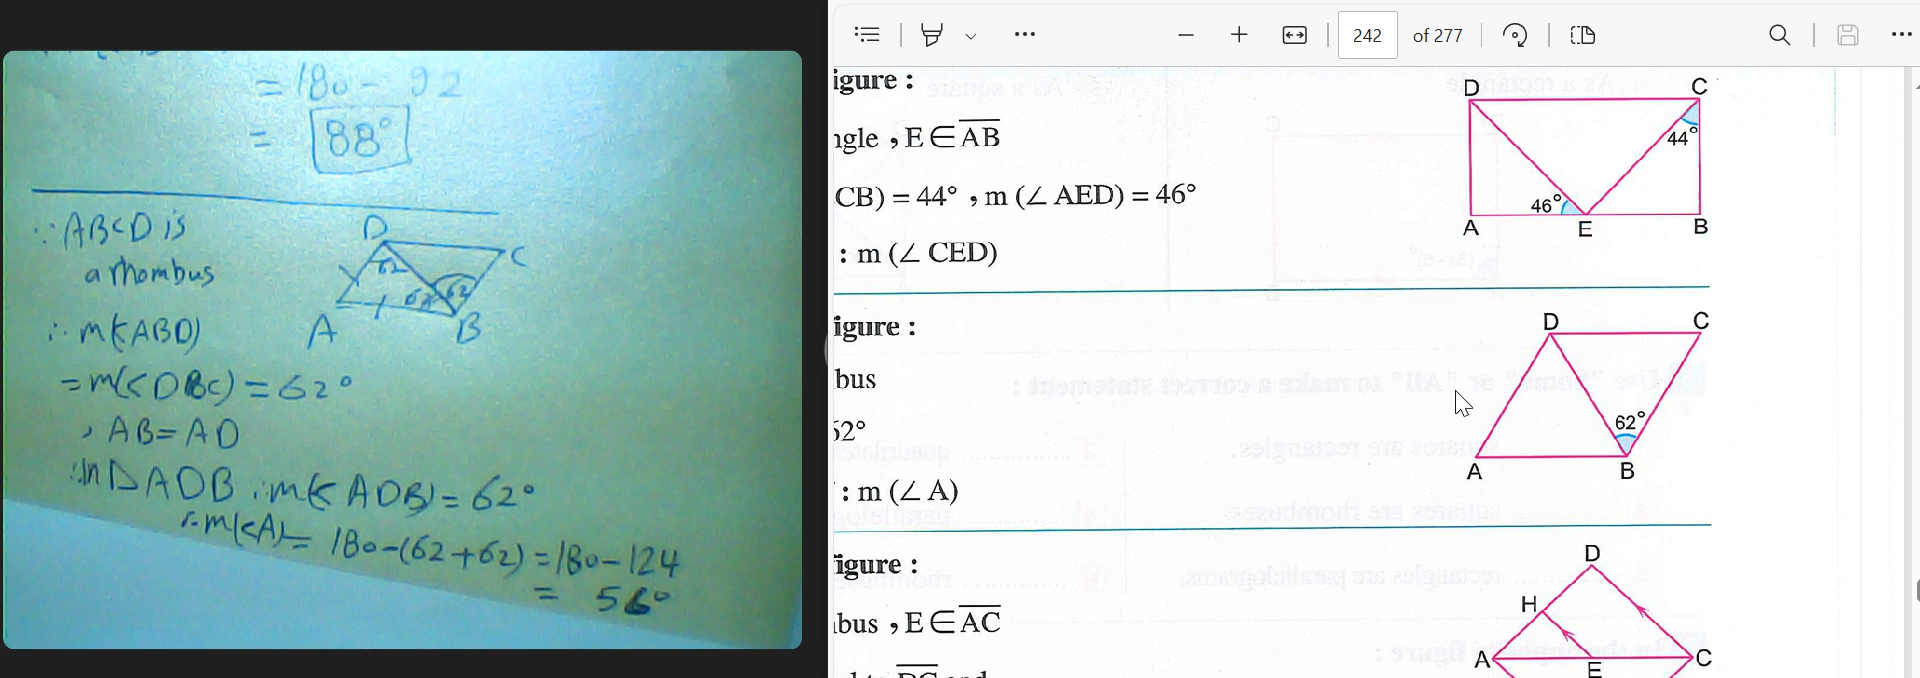 = 180 - 92
= 88°
∵ ABCD is
a rhombus
∴ m(∠ABD)
= m(∠DBC) = 62°
, AB = AD
∴ In △ADB ∴ m(∠ADB) = 62°
∴ m(∠A) = 180-(62+62) = 180-124
= 56°
D
C
62
62
62
A
B
242 of 277
igure :
ngle , E ∈ AB
CB) = 44° , m (∠ AED) = 46°
: m (∠ CED)
D
C
44°
46°
A
E
B
igure :
bus
62°
: m (∠ A)
D
C
62°
A
B
igure :
bus , E ∈ AC
D
H
A
E
C